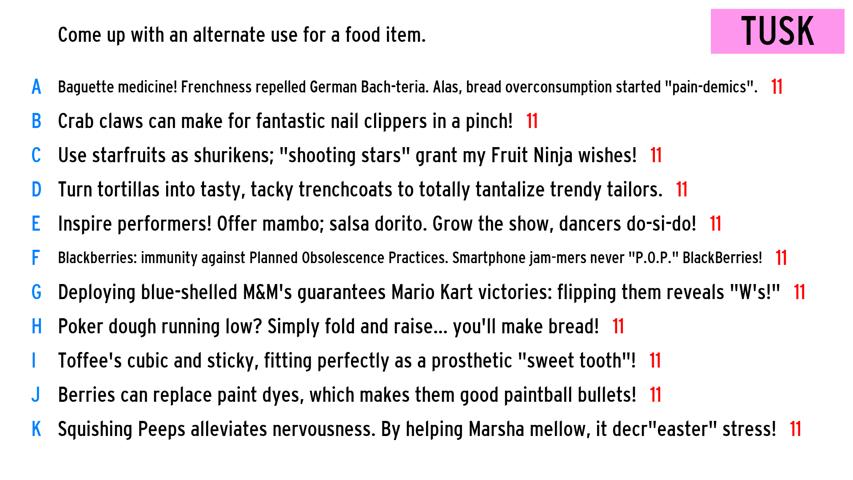 Come up with an alternate use for a food item.
TUSK
A Baguette medicine! Frenchness repelled German Bach-teria. Alas, bread overconsumption started "pain-demics". 11
B Crab claws can make for fantastic nail clippers in a pinch! 11
C Use starfruits as shurikens; "shooting stars" grant my Fruit Ninja wishes! 11
D Turn tortillas into tasty, tacky trenchcoats to totally tantalize trendy tailors. 11
E Inspire performers! Offer mambo; salsa dorito. Grow the show, dancers do-si-do! 11
F Blackberries: immunity against Planned Obsolescence Practices. Smartphone jam-mers never "P.O.P." BlackBerries! 11
G Deploying blue-shelled M&M's guarantees Mario Kart victories: flipping them reveals "W's!" 11
H Poker dough running low? Simply fold and raise... you'll make bread! 11
I Toffee's cubic and sticky, fitting perfectly as a prosthetic "sweet tooth"! 11
J Berries can replace paint dyes, which makes them good paintball bullets! 11
K Squishing Peeps alleviates nervousness. By helping Marsha mellow, it decr"easter" stress! 11